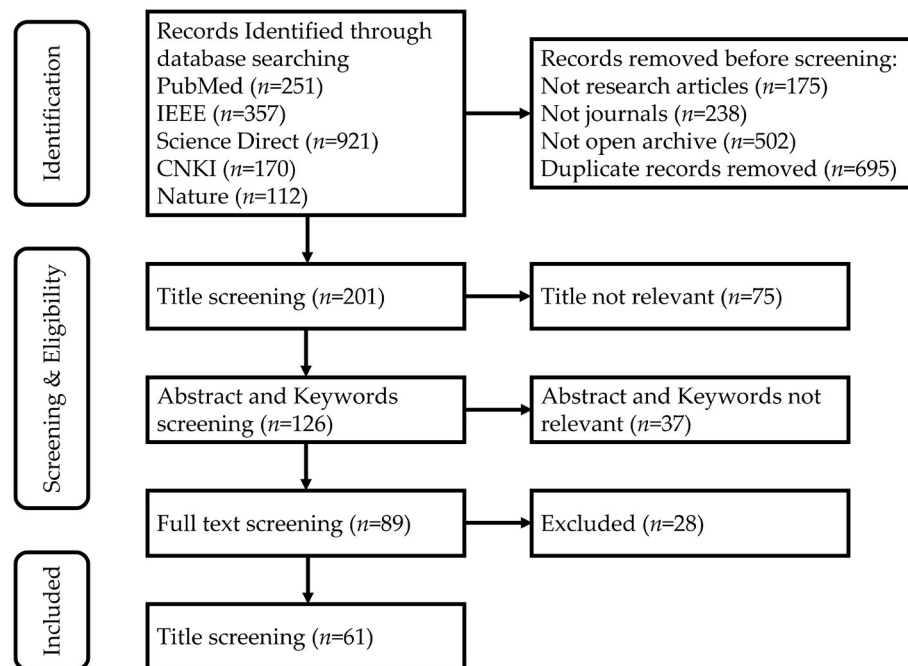 Identification
Records Identified through
database searching
PubMed (n=251)
IEEE (n=357)
Science Direct (n=921)
CNKI (n=170)
Nature (n=112)
Records removed before screening:
Not research articles (n=175)
Not journals (n=238)
Not open archive (n=502)
Duplicate records removed (n=695)
Screening & Eligibility
Title screening (n=201)
Title not relevant (n=75)
Abstract and Keywords
screening (n=126)
Abstract and Keywords not
relevant (n=37)
Full text screening (n=89)
Excluded (n=28)
Included
Title screening (n=61)